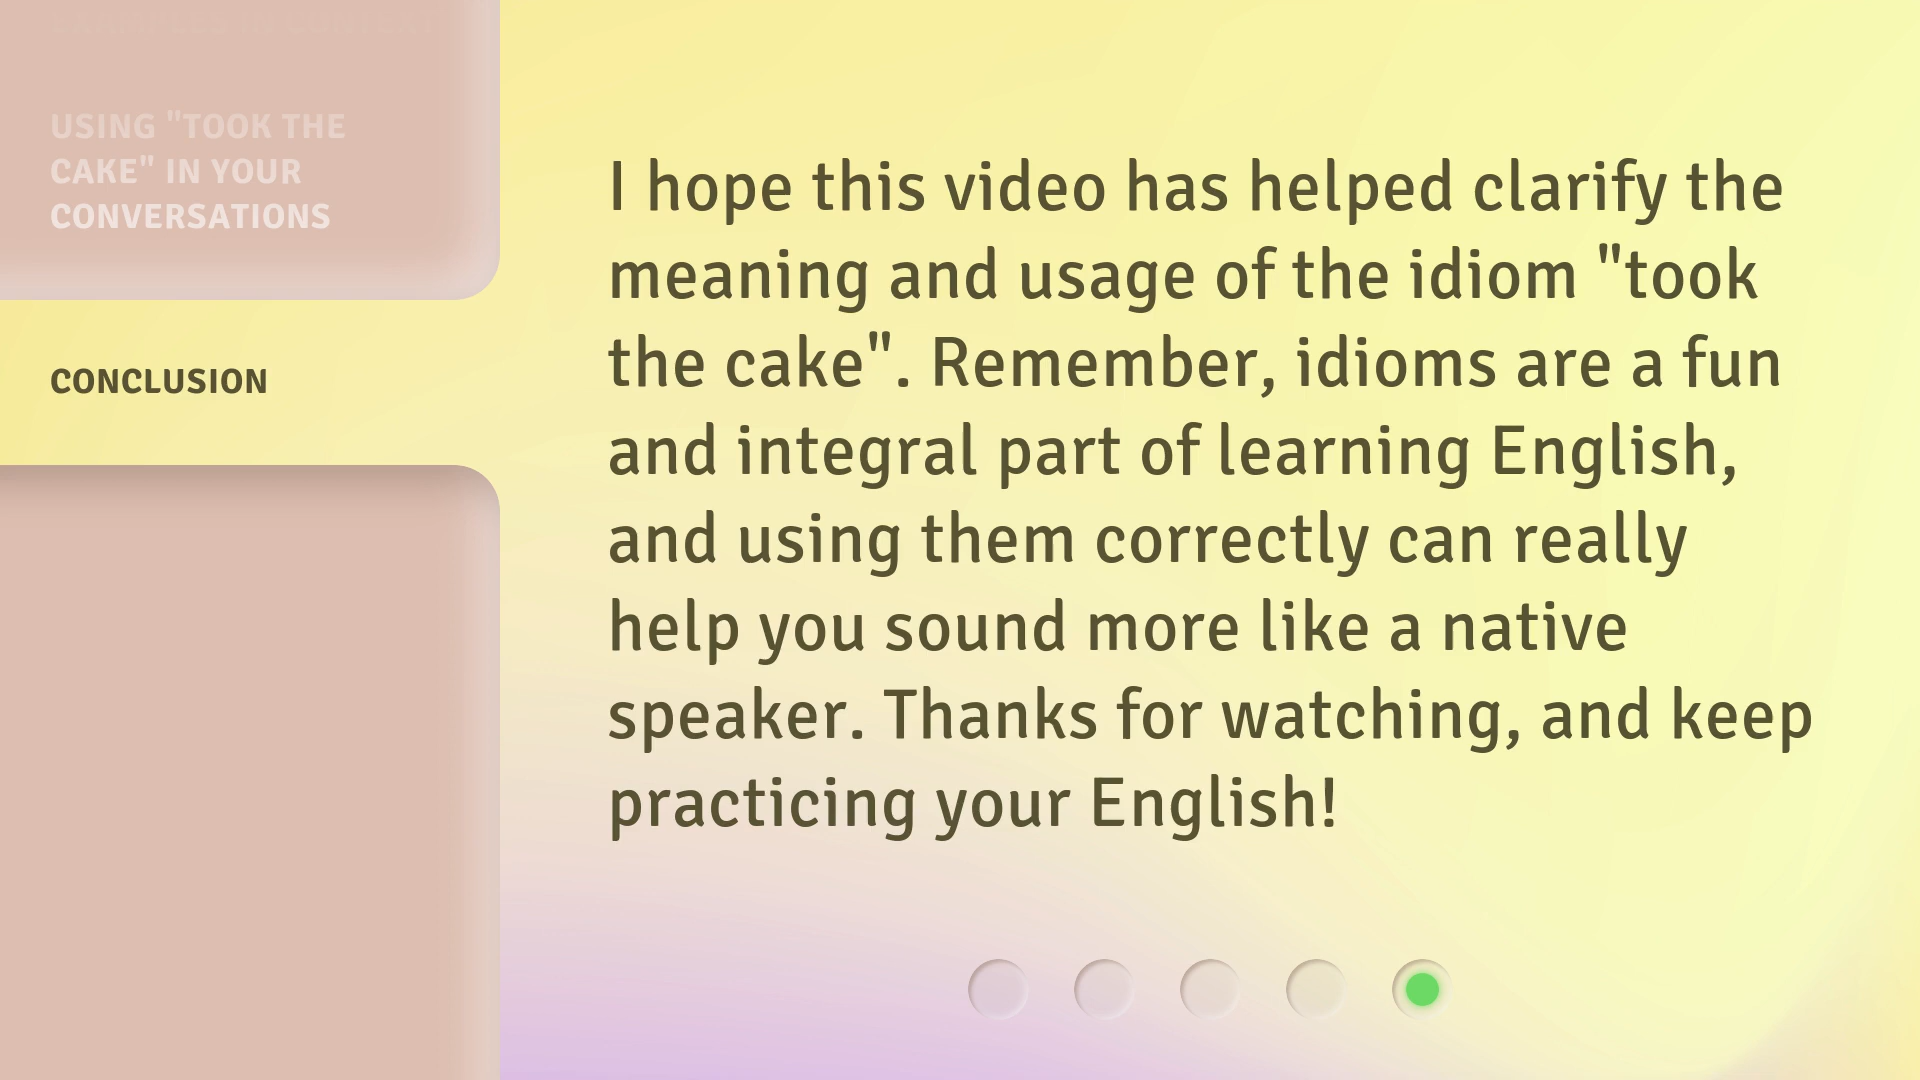 USING "TOOK THE
CAKE" IN YOUR
CONVERSATIONS
CONCLUSION
I hope this video has helped clarify the
meaning and usage of the idiom "took
the cake". Remember, idioms are a fun
and integral part of learning English,
and using them correctly can really
help you sound more like a native
speaker. Thanks for watching, and keep
practicing your English!